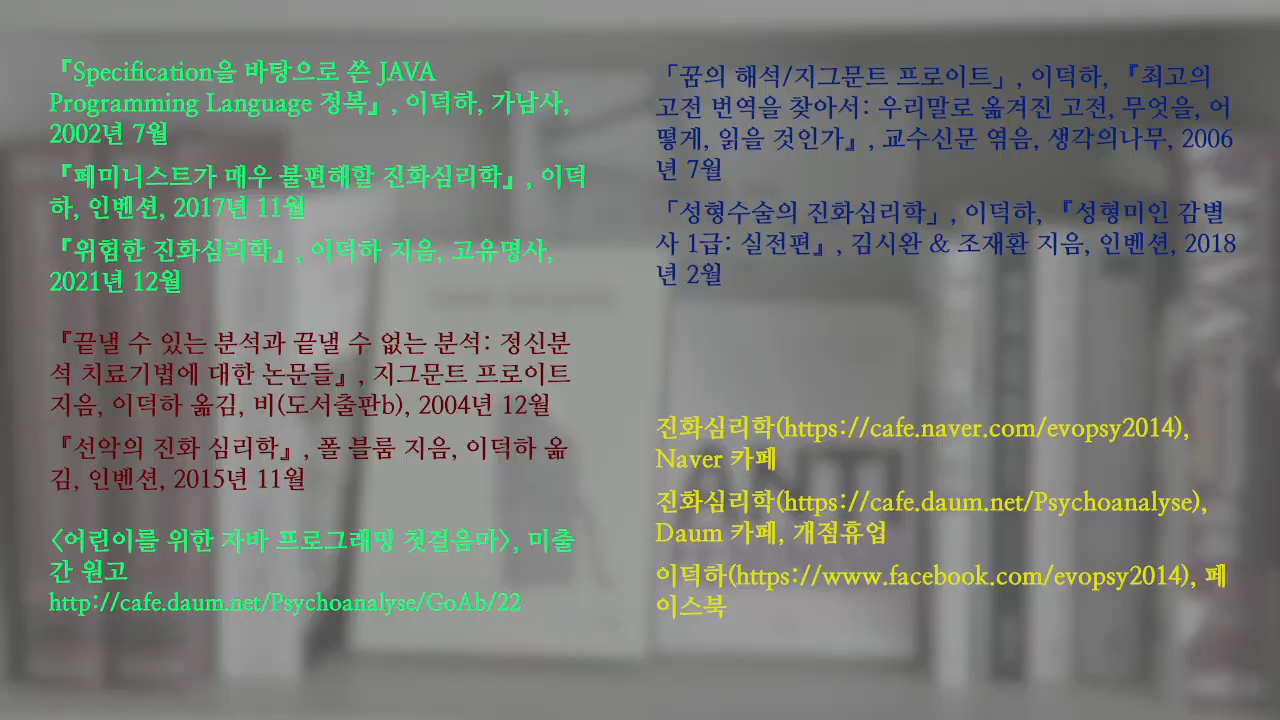 『Specification을 바탕으로 쓴 JAVA
Programming Language 정복』, 이덕하, 가남사,
2002년 7월
『페미니스트가 매우 불편해할 진화심리학』, 이덕
하, 인벤션, 2017년 11월
『위험한 진화심리학』, 이덕하 지음, 고유명사,
2021년 12월
『끝낼 수 있는 분석과 끝낼 수 없는 분석: 정신분
석 치료기법에 대한 논문들』, 지그문트 프로이트
지음, 이덕하 옮김, 비(도서출판b), 2004년 12월
『선악의 진화 심리학』, 폴 블룸 지음, 이덕하 옮
김, 인벤션, 2015년 11월
〈어린이를 위한 자바 프로그래밍 첫걸음마〉, 미출
간 원고
http://cafe.daum.net/Psychoanalyse/GoAb/22
「꿈의 해석/지그문트 프로이트」, 이덕하, 『최고의
고전 번역을 찾아서: 우리말로 옮겨진 고전, 무엇을, 어
떻게, 읽을 것인가』, 교수신문 엮음, 생각의나무, 2006
년 7월
「성형수술의 진화심리학」, 이덕하, 『성형미인 감별
사 1급: 실전편』, 김시완 & 조재환 지음, 인벤션, 2018
년 2월
진화심리학(https://cafe.naver.com/evopsy2014),
Naver 카페
진화심리학(https://cafe.daum.net/Psychoanalyse),
Daum 카페, 개점휴업
이덕하(https://www.facebook.com/evopsy2014), 페
이스북